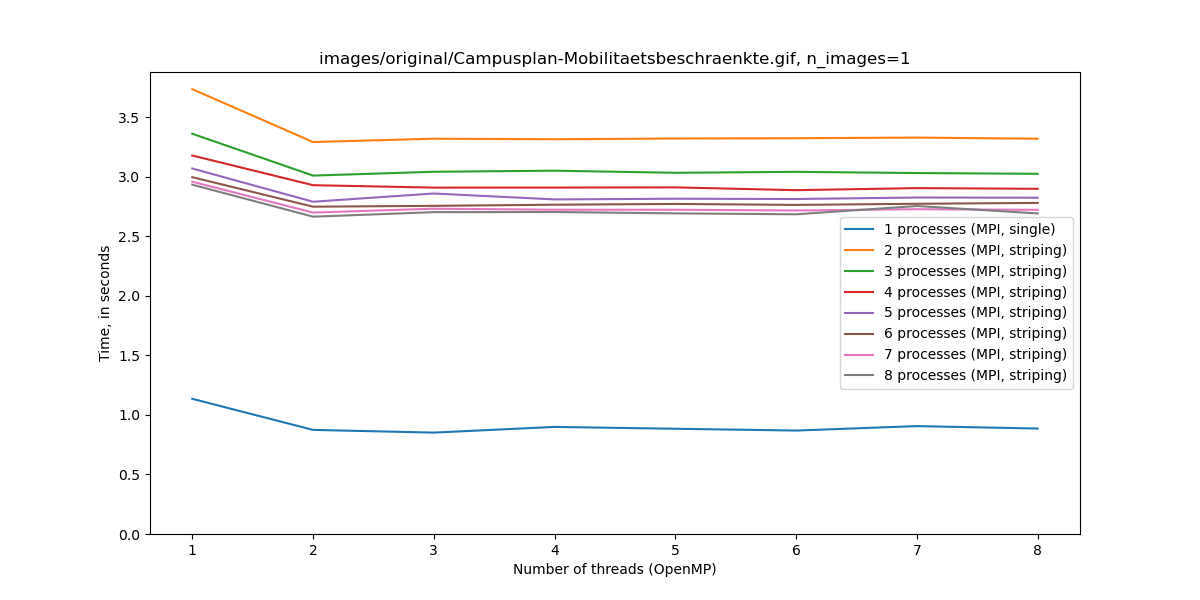 images/original/Campusplan-Mobilitaetsbeschraenkte.gif, n_images=1
3.5
3.0
2.5
2.0
1.5
1.0
0.5
0.0
Time, in seconds
1 processes (MPI, single)
2 processes (MPI, striping)
3 processes (MPI, striping)
4 processes (MPI, striping)
5 processes (MPI, striping)
6 processes (MPI, striping)
7 processes (MPI, striping)
8 processes (MPI, striping)
1 2 3 4 5 6 7 8
Number of threads (OpenMP)